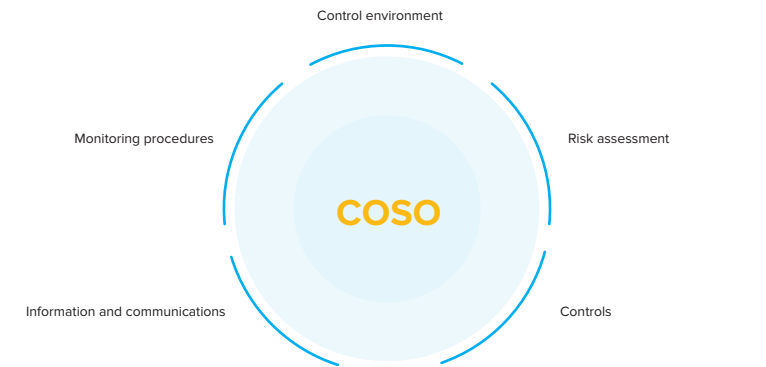 Control environment
Monitoring procedures
Risk assessment
COSO
Information and communications
Controls